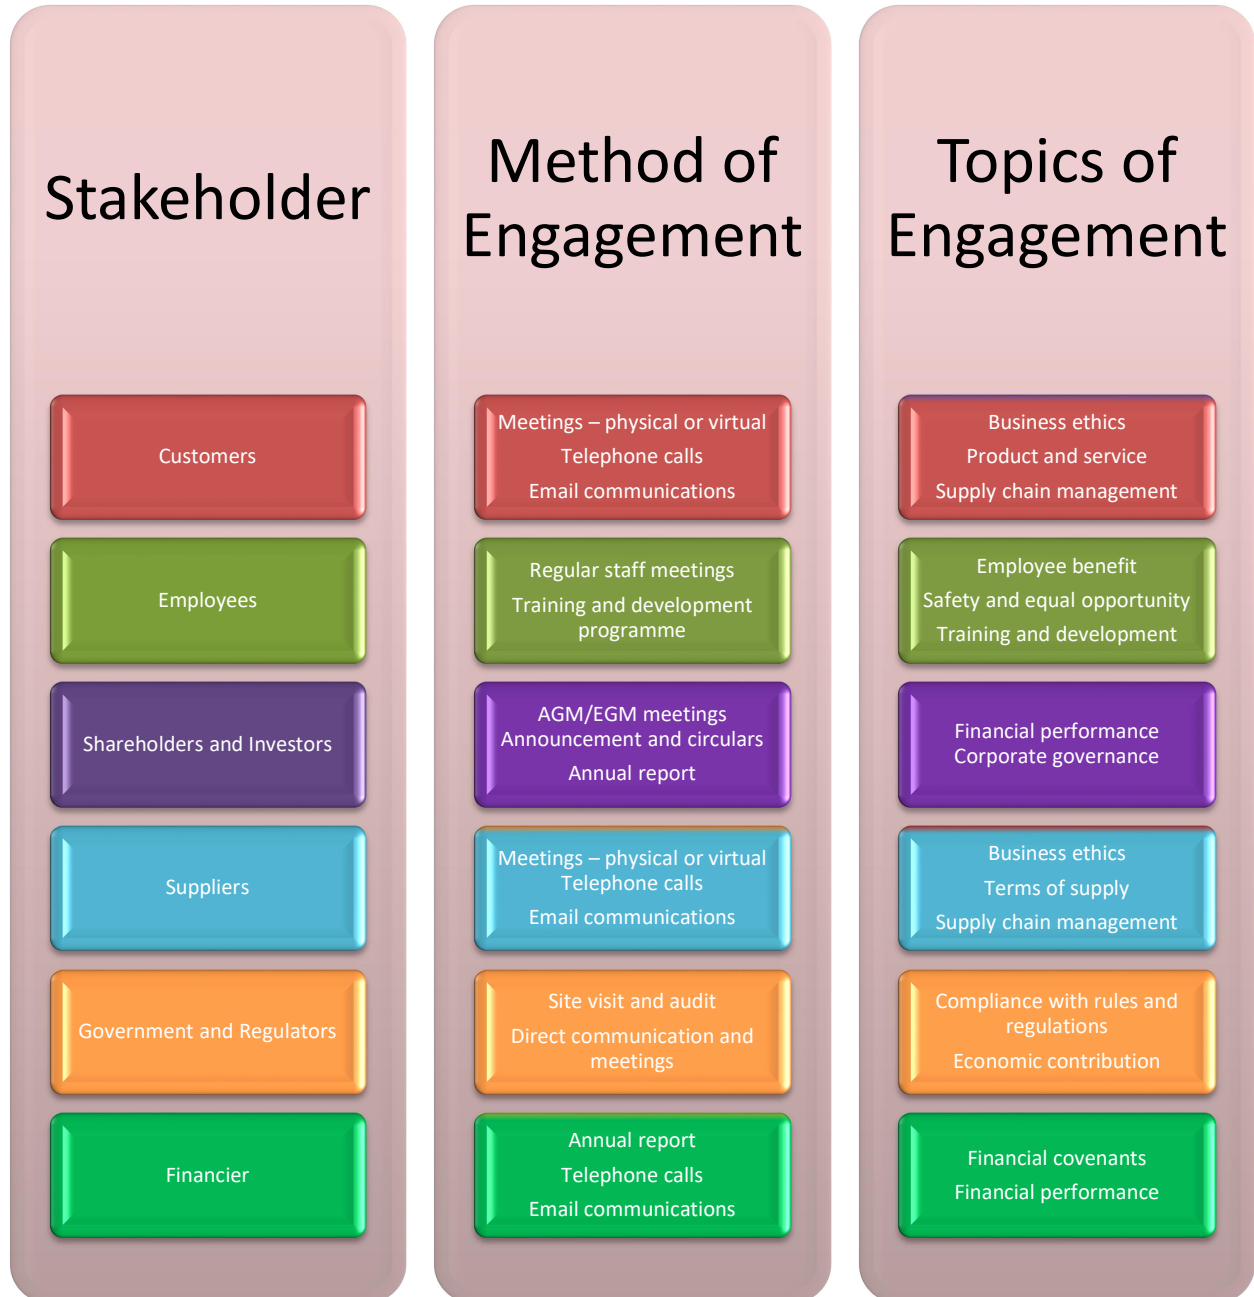 Stakeholder
Method of
Engagement
Topics of
Engagement
Customers
Meetings – physical or virtual
Telephone calls
Email communications
Business ethics
Product and service
Supply chain management
Employees
Regular staff meetings
Training and development
programme
Employee benefit
Safety and equal opportunity
Training and development
Shareholders and Investors
AGM/EGM meetings
Announcement and circulars
Annual report
Financial performance
Corporate governance
Suppliers
Meetings – physical or virtual
Telephone calls
Email communications
Business ethics
Terms of supply
Supply chain management
Government and Regulators
Site visit and audit
Direct communication and
meetings
Compliance with rules and
regulations
Economic contribution
Financier
Annual report
Telephone calls
Email communications
Financial covenants
Financial performance